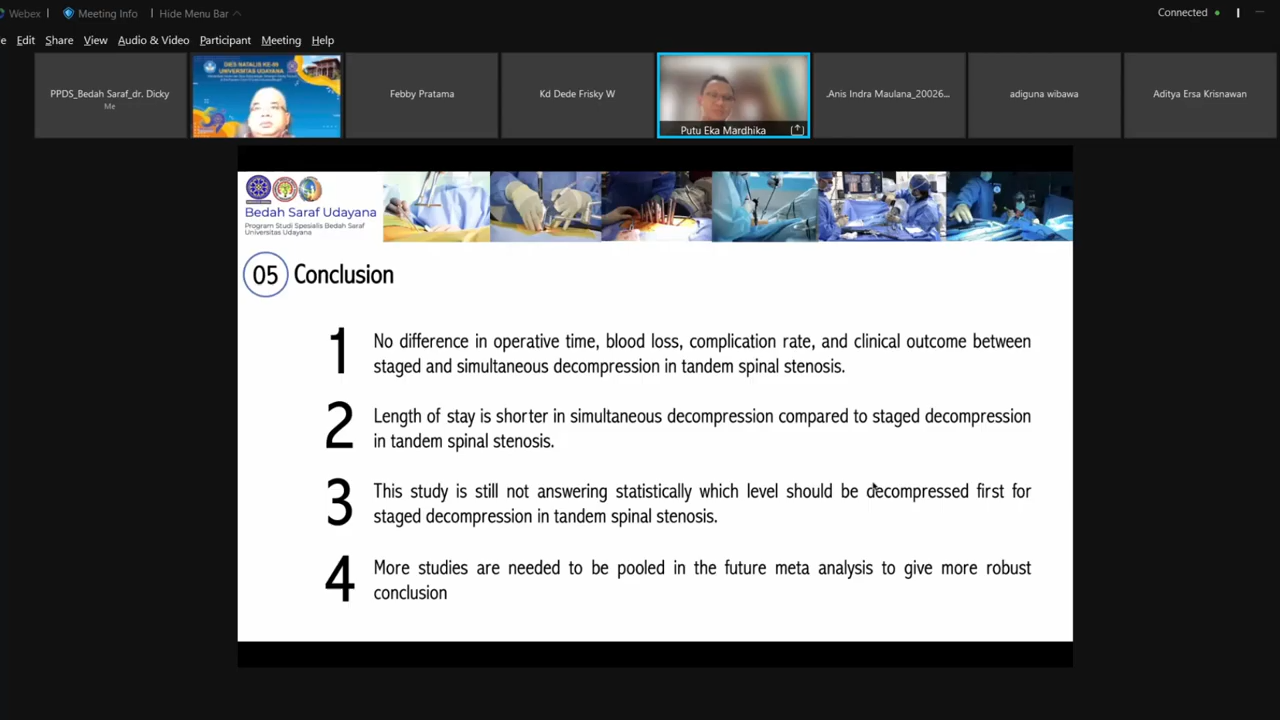 Webex Meeting Info Hide Menu Bar Connected
Edit Share View Audio & Video Participant Meeting Help
PPDS_Bedah Saraf_dr. Dicky
Me
DIES NATALIS KE-59
UNIVERSITAS UDAYANA
Febby Pratama
Kd Dede Frisky W
Putu Eka Mardhika
.Anis Indra Maulana_20026...
adiguna wibawa
Aditya Ersa Krisnawan
Bedah Saraf Udayana
Program Studi Spesialis Bedah Saraf
Universitas Udayana
05 Conclusion
1 No difference in operative time, blood loss, complication rate, and clinical outcome between
staged and simultaneous decompression in tandem spinal stenosis.
2 Length of stay is shorter in simultaneous decompression compared to staged decompression
in tandem spinal stenosis.
3 This study is still not answering statistically which level should be decompressed first for
staged decompression in tandem spinal stenosis.
4 More studies are needed to be pooled in the future meta analysis to give more robust
conclusion